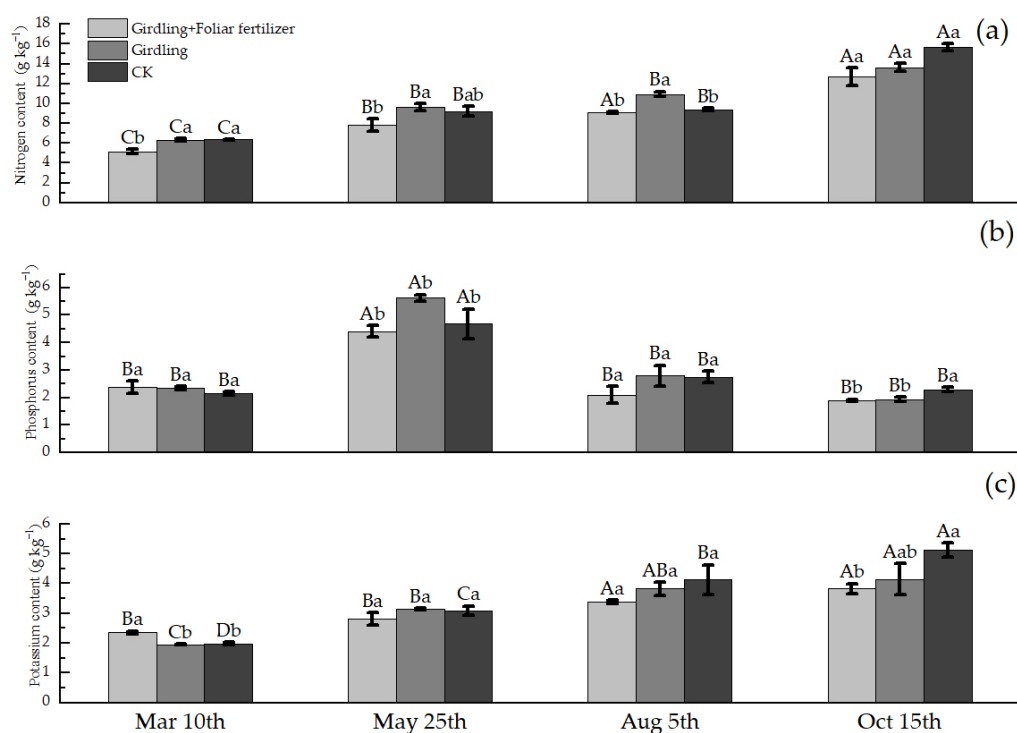 (a)
Girdling+Foliar fertilizer
Girdling
CK
Nitrogen content (g kg⁻¹)
18
16
14
12
10
8
6
4
2
0
Cb Ca Ca
Bb Ba Bab
Ab Ba Bb
Aa Aa Aa
(b)
Phosphorus content (g kg⁻¹)
6
5
4
3
2
1
0
Ba Ba Ba
Ab Ab Ab
Ba Ba Ba
Bb Bb Ba
(c)
Potassium content (g kg⁻¹)
6
5
4
3
2
1
0
Ba Cb Db
Ba Ba Ca
Aa ABa Ba
Ab Aab Aa
Mar 10th May 25th Aug 5th Oct 15th